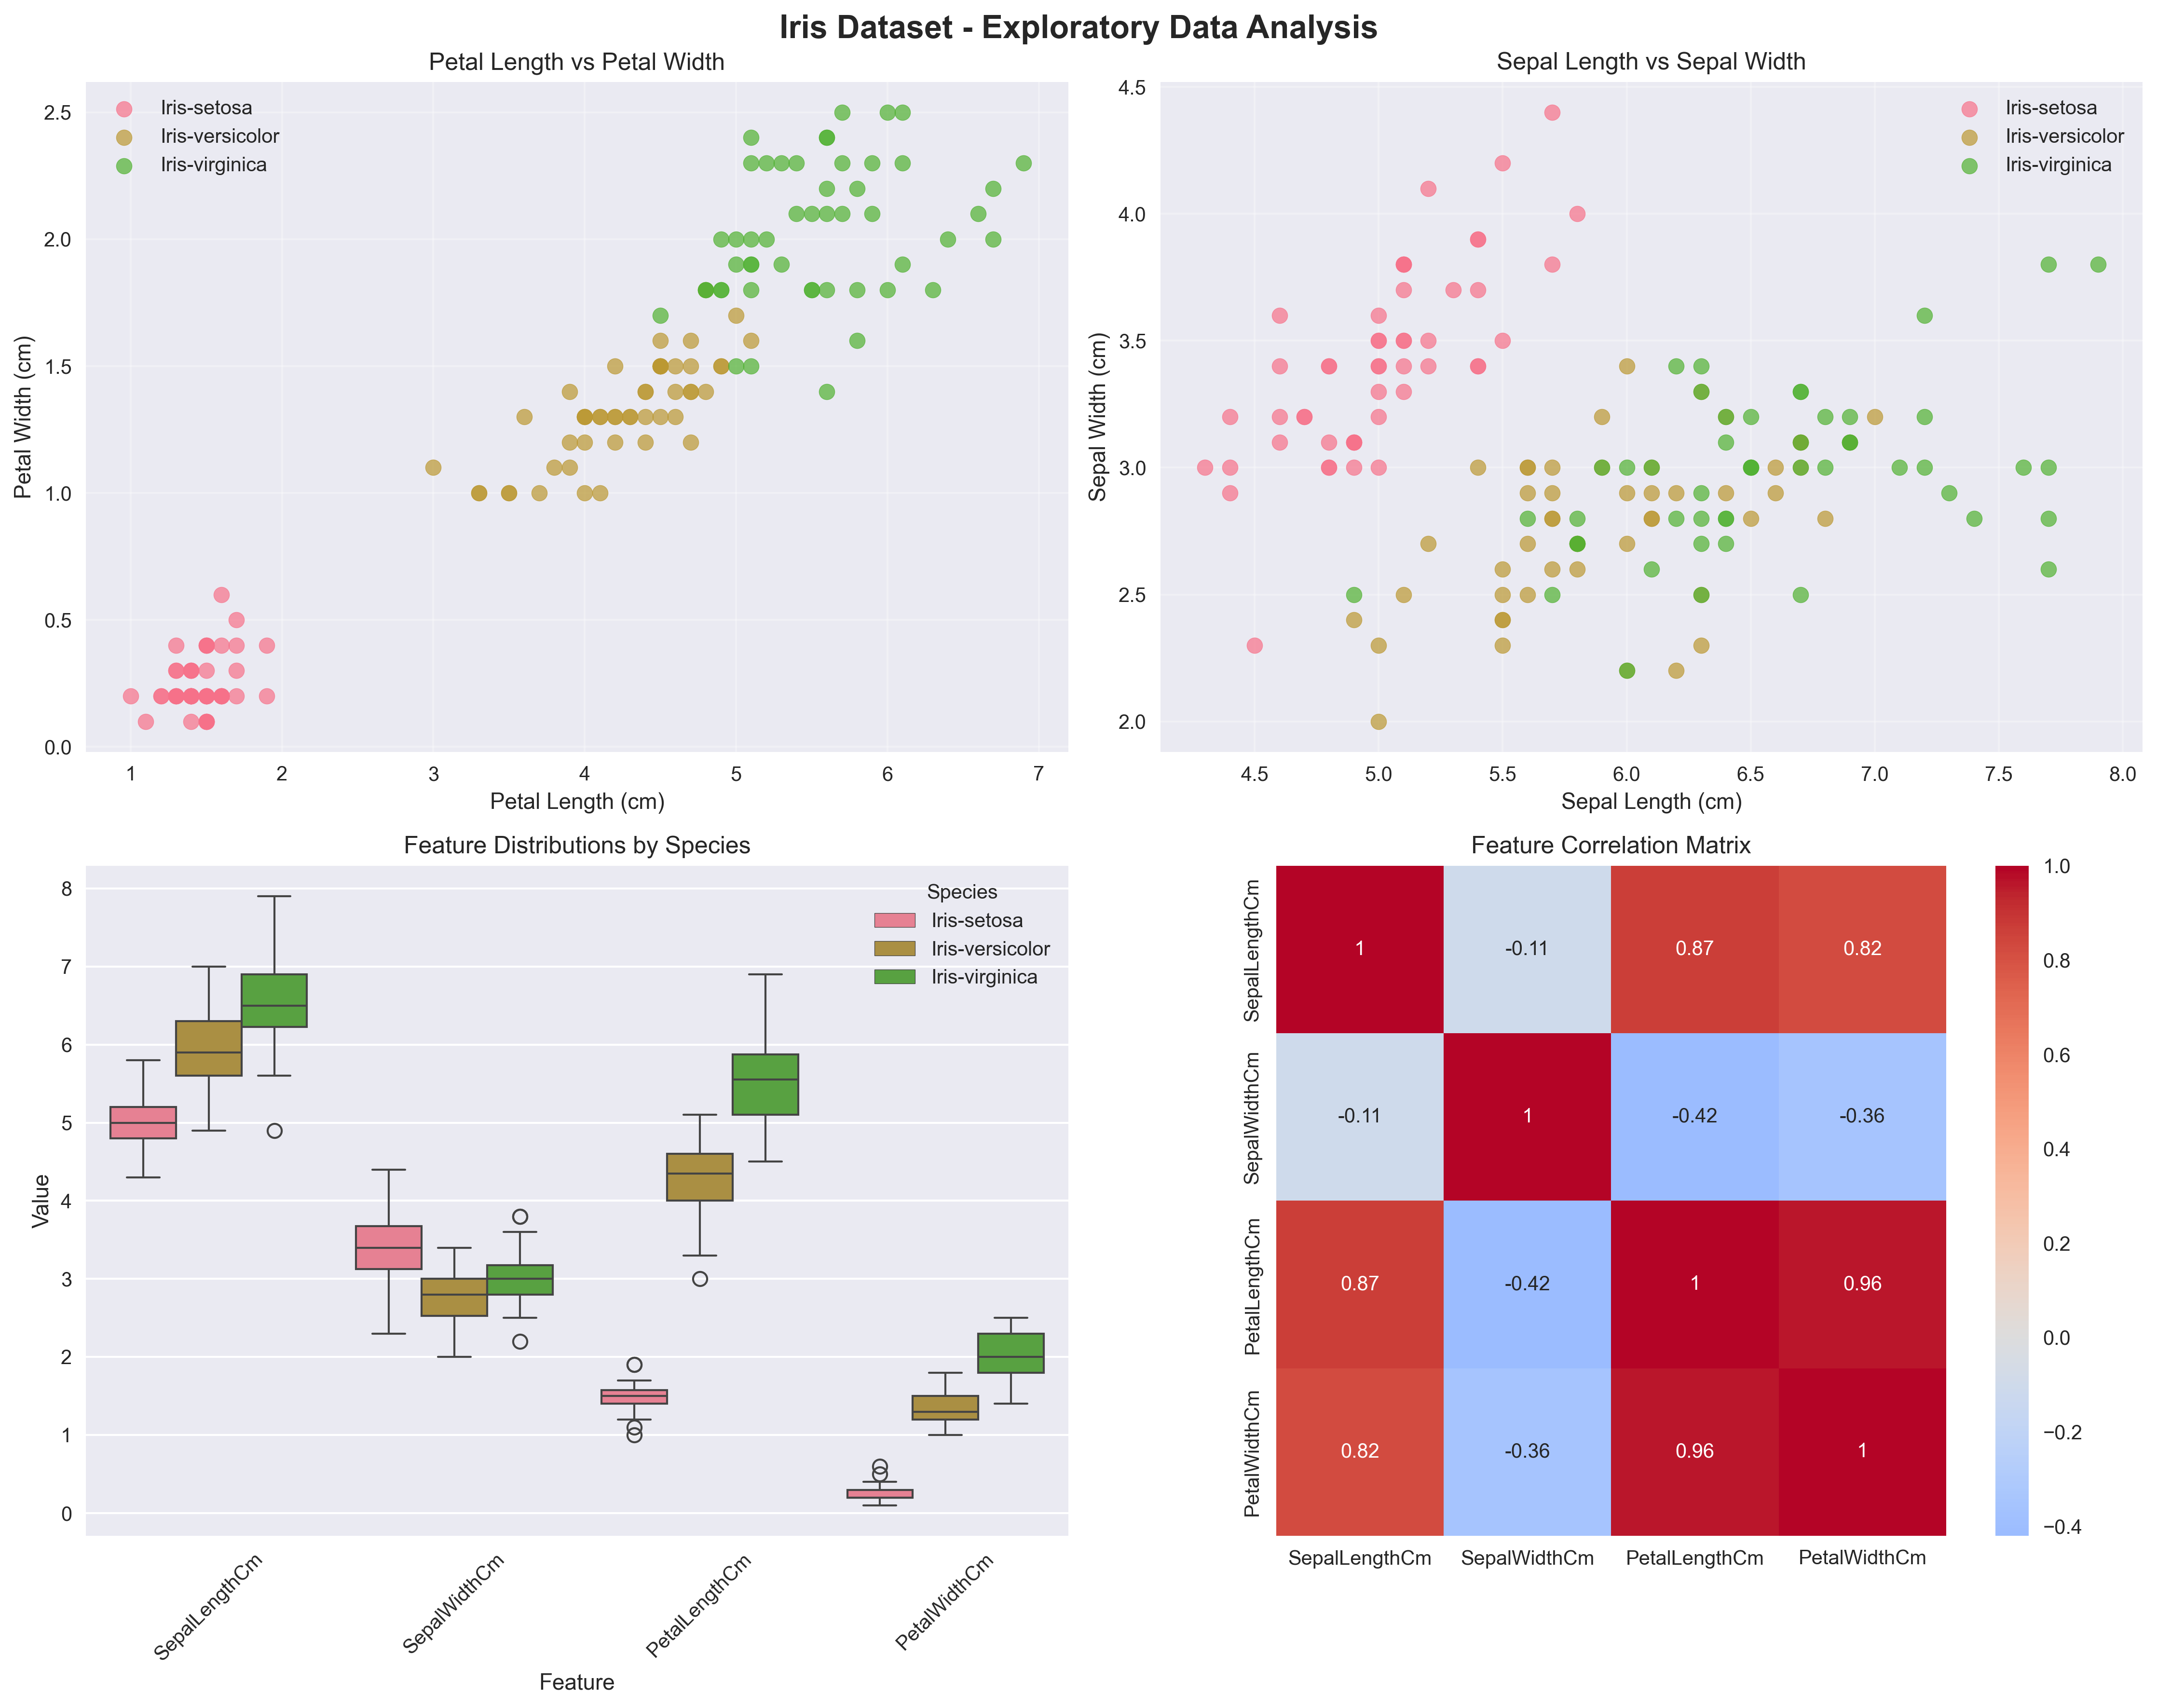 Iris Dataset - Exploratory Data Analysis
Petal Length vs Petal Width
Iris-setosa
Iris-versicolor
Iris-virginica
Petal Width (cm)
2.5
2.0
1.5
1.0
0.5
0.0
1 2 3 4 5 6 7
Petal Length (cm)
Sepal Length vs Sepal Width
Iris-setosa
Iris-versicolor
Iris-virginica
Sepal Width (cm)
4.5
4.0
3.5
3.0
2.5
2.0
4.5 5.0 5.5 6.0 6.5 7.0 7.5 8.0
Sepal Length (cm)
Feature Distributions by Species
Species
Iris-setosa
Iris-versicolor
Iris-virginica
Value
8
7
6
5
4
3
2
1
0
SepalLengthCm SepalWidthCm PetalLengthCm PetalWidthCm
Feature
Feature Correlation Matrix
SepalLengthCm 1 -0.11 0.87 0.82
SepalWidthCm -0.11 1 -0.42 -0.36
PetalLengthCm 0.87 -0.42 1 0.96
PetalWidthCm 0.82 -0.36 0.96 1
SepalLengthCm SepalWidthCm PetalLengthCm PetalWidthCm
1.0
0.8
0.6
0.4
0.2
0.0
−0.2
−0.4